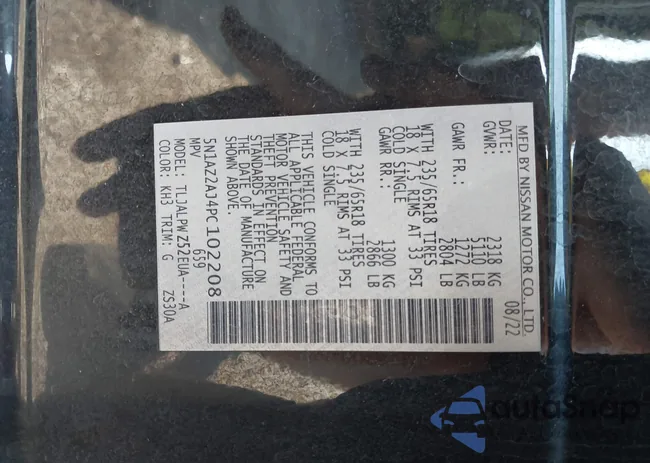 MFD BY NISSAN MOTOR CO., LTD.
DATE: 08/22
GVWR: 2318 KG
5110 LB
GAWR FR.: 1272 KG
2804 LB
WITH 235/65R18 TIRES
18 X 7.5 RIMS AT 33 PSI
COLD SINGLE
GAWR RR.: 1300 KG
2866 LB
WITH 235/65R18 TIRES
18 X 7.5 RIMS AT 33 PSI
COLD SINGLE
THIS VEHICLE CONFORMS TO
ALL APPLICABLE FEDERAL
MOTOR VEHICLE SAFETY AND
THEFT PREVENTION
STANDARDS IN EFFECT ON
THE DATE OF MANUFACTURE
SHOWN ABOVE.
5N1AZ2AJ4PC102208
MPV 659
MODEL: TLJALPW Z52EUA----A
COLOR: KH3 TRIM: G ZS30A
autoSnap